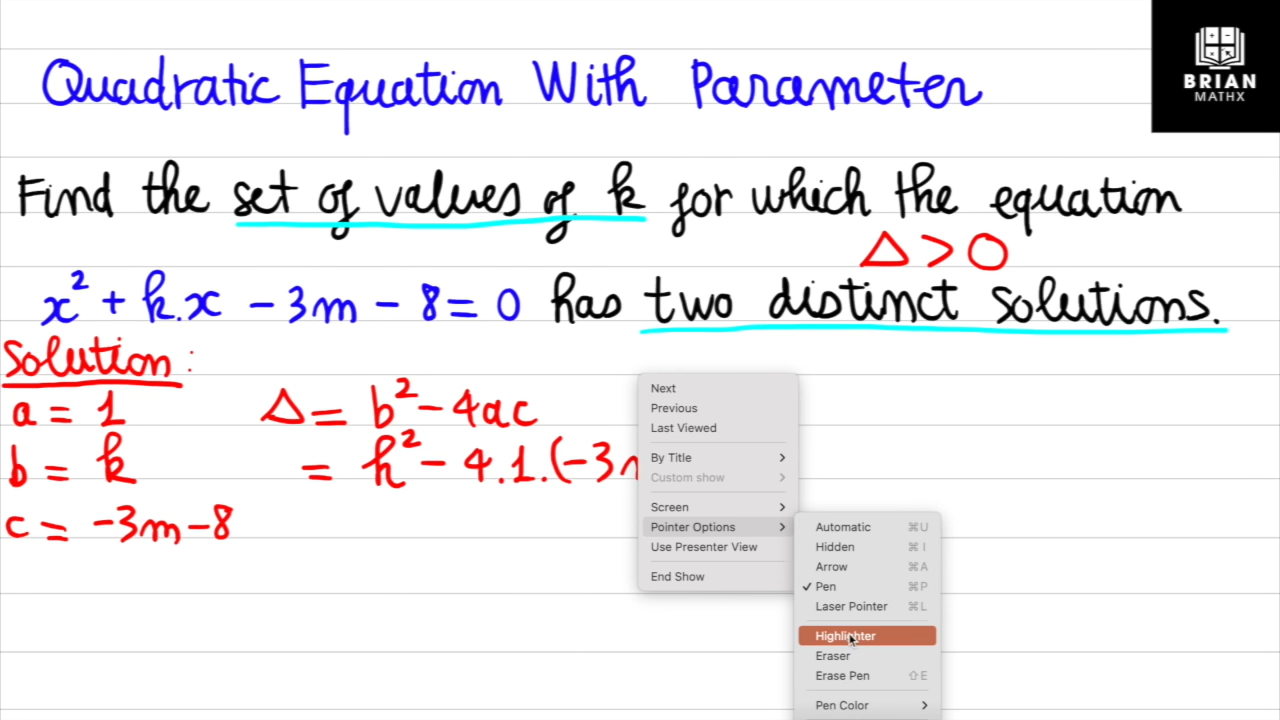 Quadratic Equation With Parameter
BRIAN
MATHX
Find the set of values of k for which the equation
Δ > 0
x² + k.x - 3m - 8 = 0 has two distinct solutions.
Solution:
a = 1
Δ = b² - 4ac
b = k
= k² - 4.1.(-3m
c = -3m - 8
Next
Previous
Last Viewed
By Title
Custom show
Screen
Pointer Options
Use Presenter View
End Show
Automatic ⌘U
Hidden ⌘I
Arrow ⌘A
✓ Pen ⌘P
Laser Pointer ⌘L
Highlighter
Eraser
Erase Pen ⇧E
Pen Color